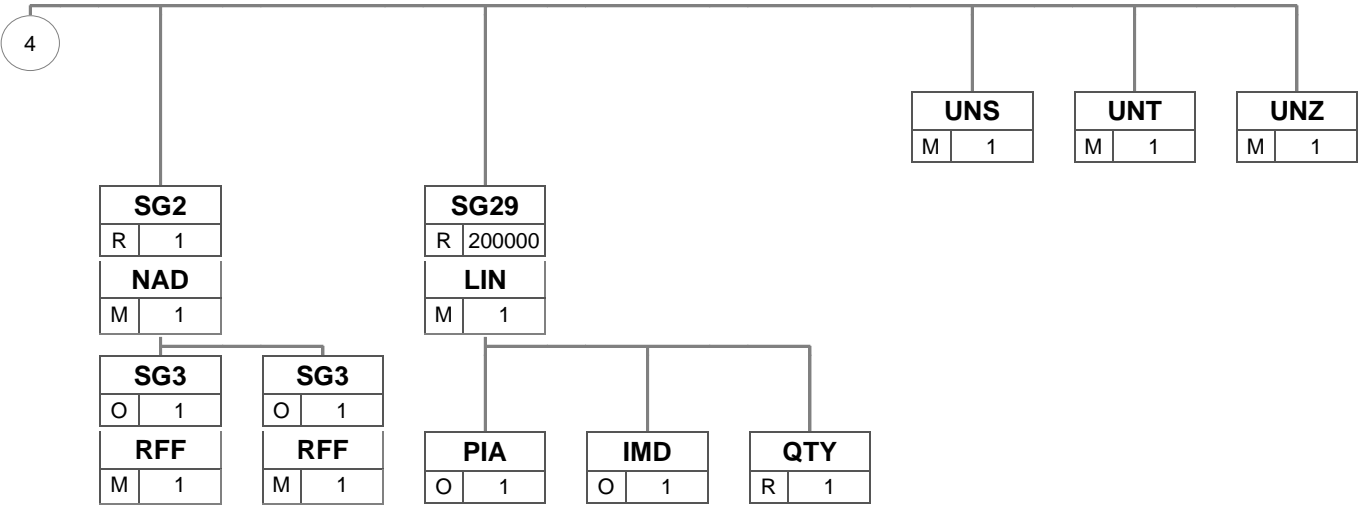 4
UNS UNT UNZ
M 1 M 1 M 1
SG2 SG29
R 1 R 200000
NAD LIN
M 1 M 1
SG3 SG3
O 1 O 1
RFF RFF PIA IMD QTY
M 1 M 1 O 1 O 1 R 1